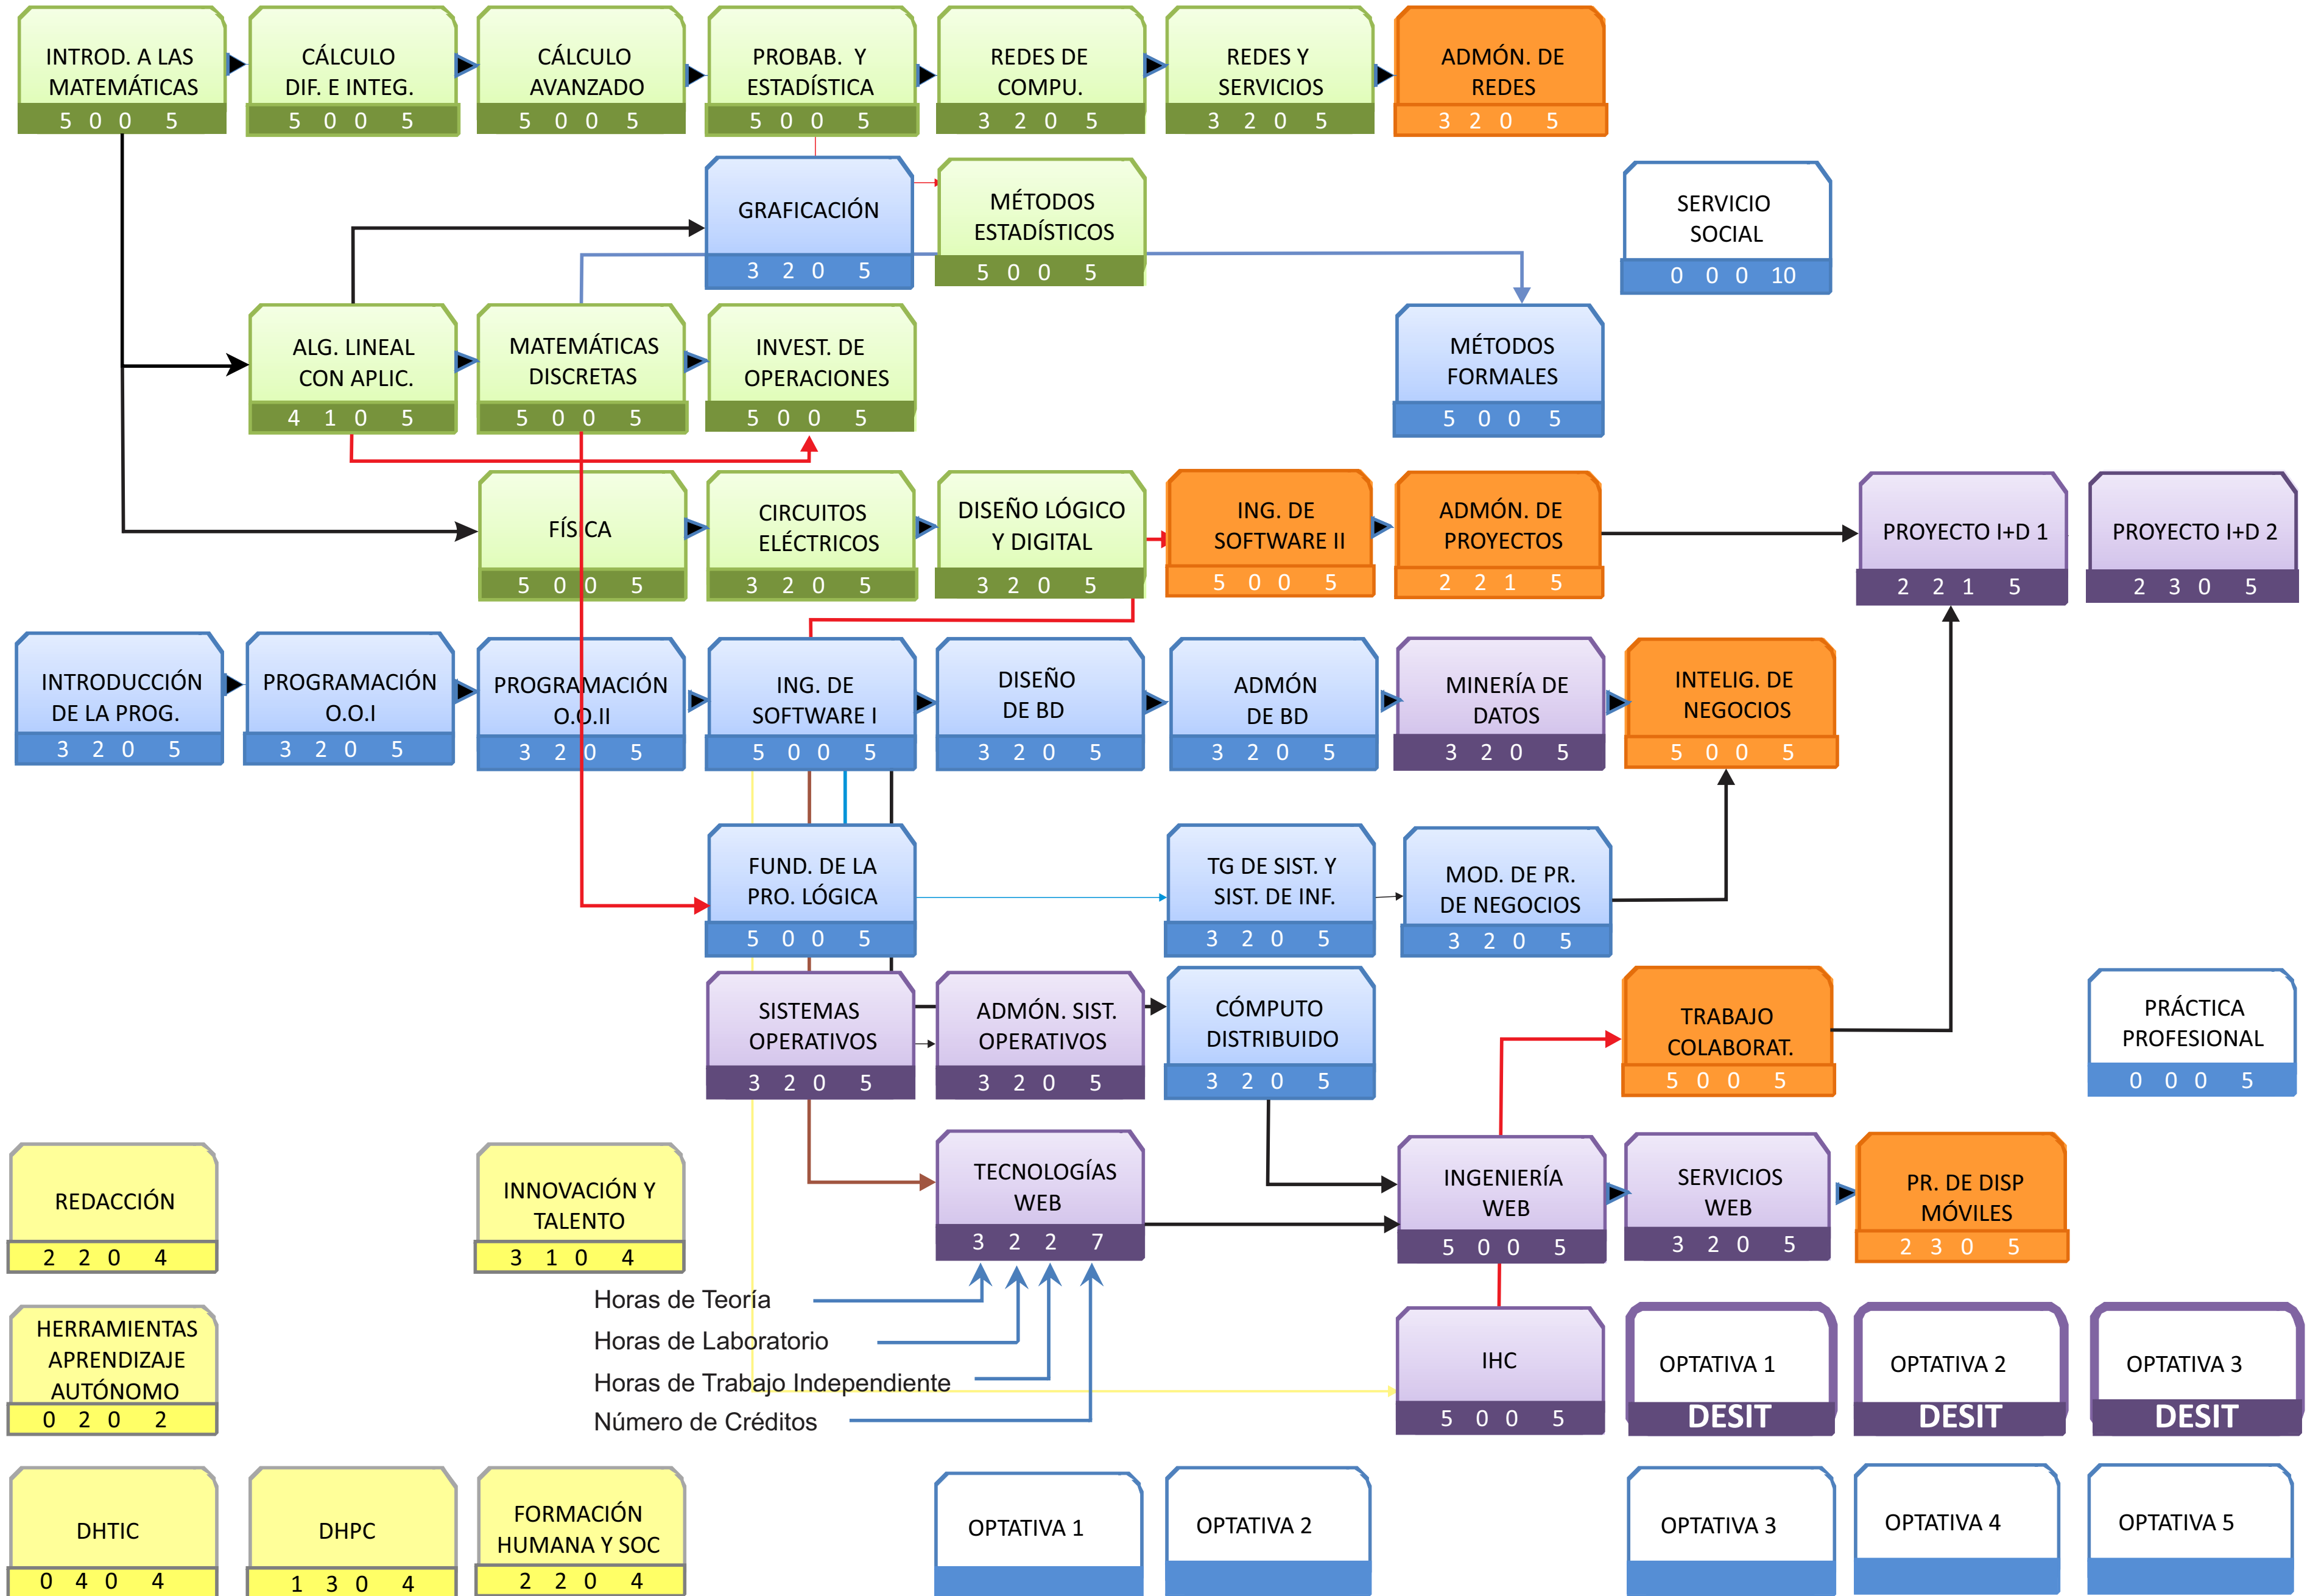 INTROD. A LAS
MATEMÁTICAS
5 0 0 5
CÁLCULO
DIF. E INTEG.
5 0 0 5
CÁLCULO
AVANZADO
5 0 0 5
PROBAB. Y
ESTADÍSTICA
5 0 0 5
REDES DE
COMPU.
3 2 0 5
REDES Y
SERVICIOS
3 2 0 5
ADMÓN. DE
REDES
3 2 0 5
GRAFICACIÓN
3 2 0 5
MÉTODOS
ESTADÍSTICOS
5 0 0 5
SERVICIO
SOCIAL
0 0 0 10
ALG. LINEAL
CON APLIC.
4 1 0 5
MATEMÁTICAS
DISCRETAS
5 0 0 5
INVEST. DE
OPERACIONES
5 0 0 5
MÉTODOS
FORMALES
5 0 0 5
FÍSICA
5 0 0 5
CIRCUITOS
ELÉCTRICOS
3 2 0 5
DISEÑO LÓGICO
Y DIGITAL
3 2 0 5
ING. DE
SOFTWARE II
5 0 0 5
ADMÓN. DE
PROYECTOS
2 2 1 5
PROYECTO I+D 1
2 2 1 5
PROYECTO I+D 2
2 3 0 5
INTRODUCCIÓN
DE LA PROG.
3 2 0 5
PROGRAMACIÓN
O.O.I
3 2 0 5
PROGRAMACIÓN
O.O.II
3 2 0 5
ING. DE
SOFTWARE I
5 0 0 5
DISEÑO
DE BD
3 2 0 5
ADMÓN
DE BD
3 2 0 5
MINERÍA DE
DATOS
3 2 0 5
INTELIG. DE
NEGOCIOS
5 0 0 5
FUND. DE LA
PRO. LÓGICA
5 0 0 5
TG DE SIST. Y
SIST. DE INF.
3 2 0 5
MOD. DE PR.
DE NEGOCIOS
3 2 0 5
SISTEMAS
OPERATIVOS
3 2 0 5
ADMÓN. SIST.
OPERATIVOS
3 2 0 5
CÓMPUTO
DISTRIBUIDO
3 2 0 5
TRABAJO
COLABORAT.
5 0 0 5
PRÁCTICA
PROFESIONAL
0 0 0 5
REDACCIÓN
2 2 0 4
INNOVACIÓN Y
TALENTO
3 1 0 4
TECNOLOGÍAS
WEB
3 2 2 7
INGENIERÍA
WEB
5 0 0 5
SERVICIOS
WEB
3 2 0 5
PR. DE DISP
MÓVILES
2 3 0 5
Horas de Teoría
Horas de Laboratorio
Horas de Trabajo Independiente
Número de Créditos
HERRAMIENTAS
APRENDIZAJE
AUTÓNOMO
0 2 0 2
IHC
5 0 0 5
OPTATIVA 1
DESIT
OPTATIVA 2
DESIT
OPTATIVA 3
DESIT
DHTIC
0 4 0 4
DHPC
1 3 0 4
FORMACIÓN
HUMANA Y SOC
2 2 0 4
OPTATIVA 1
OPTATIVA 2
OPTATIVA 3
OPTATIVA 4
OPTATIVA 5